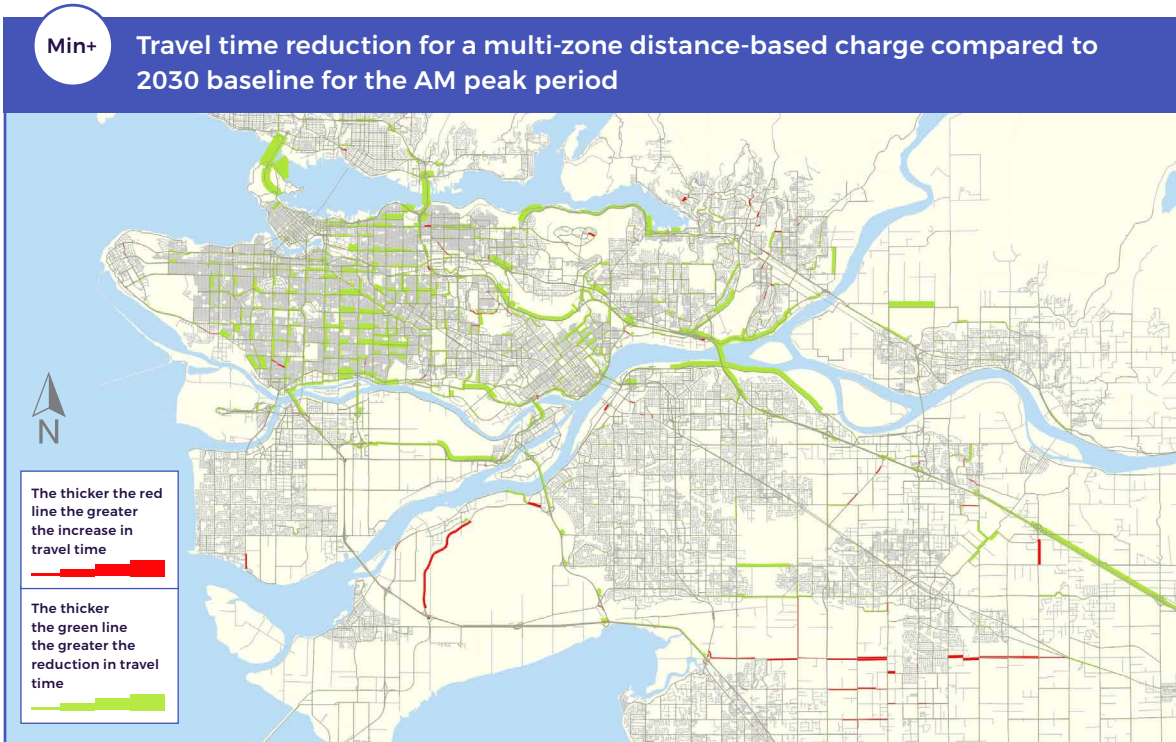 Min+
Travel time reduction for a multi-zone distance-based charge compared to
2030 baseline for the AM peak period
N
The thicker the red
line the greater
the increase in
travel time
The thicker
the green line
the greater the
reduction in travel
time